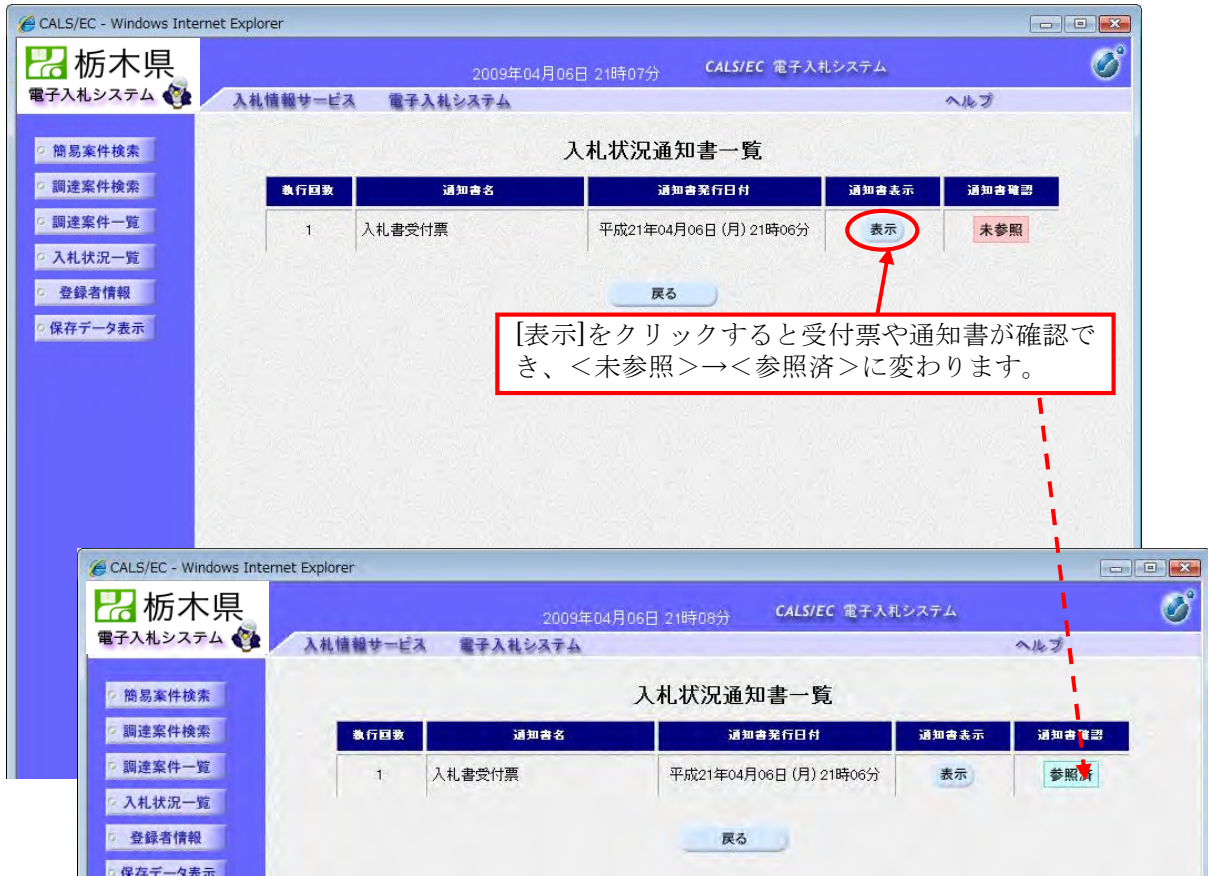 CALS/EC - Windows Internet Explorer
栃木県
電子入札システム
2009年04月06日 21時07分 CALS/EC 電子入札システム
入札情報サービス 電子入札システム ヘルプ
簡易案件検索
調達案件検索
調達案件一覧
入札状況一覧
登録者情報
保存データ表示
入札状況通知書一覧
執行回数 通知書名 通知書発行日付 通知書表示 通知書確認
1 入札書受付票 平成21年04月06日 (月) 21時06分 表示 未参照
戻る
[表示]をクリックすると受付票や通知書が確認で
き、＜未参照＞→＜参照済＞に変わります。
CALS/EC - Windows Internet Explorer
栃木県
電子入札システム
2009年04月06日 21時08分 CALS/EC 電子入札システム
入札情報サービス 電子入札システム ヘルプ
簡易案件検索
調達案件検索
調達案件一覧
入札状況一覧
登録者情報
保存データ表示
入札状況通知書一覧
執行回数 通知書名 通知書発行日付 通知書表示 通知書確認
1 入札書受付票 平成21年04月06日 (月) 21時06分 表示 参照済
戻る